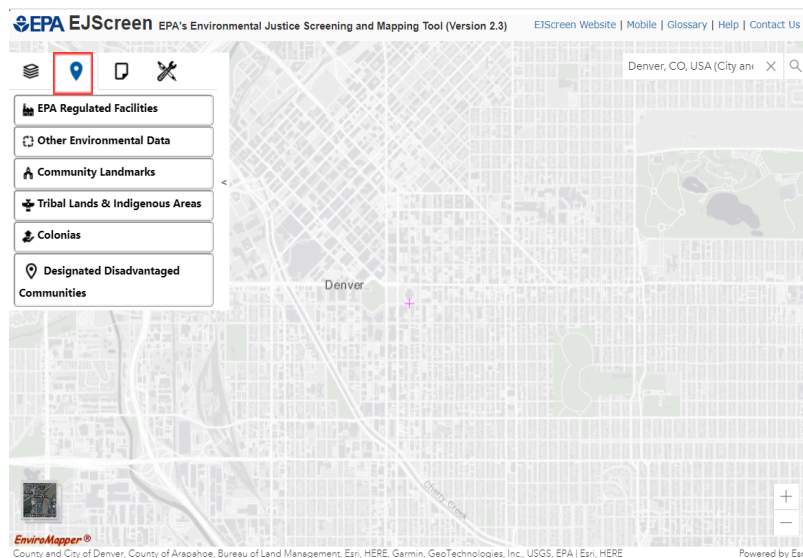 EPA EJScreen EPA's Environmental Justice Screening and Mapping Tool (Version 2.3) EJScreen Website | Mobile | Glossary | Help | Contact Us
Denver, CO, USA (City and
EPA Regulated Facilities
Other Environmental Data
Community Landmarks
<
Tribal Lands & Indigenous Areas
Colonias
Designated Disadvantaged
Communities
Denver
Cherry Creek
+
−
EnviroMapper ®
County and City of Denver, County of Arapahoe, Bureau of Land Management, Esri, HERE, Garmin, GeoTechnologies, Inc., USGS, EPA | Esri, HERE Powered by Es